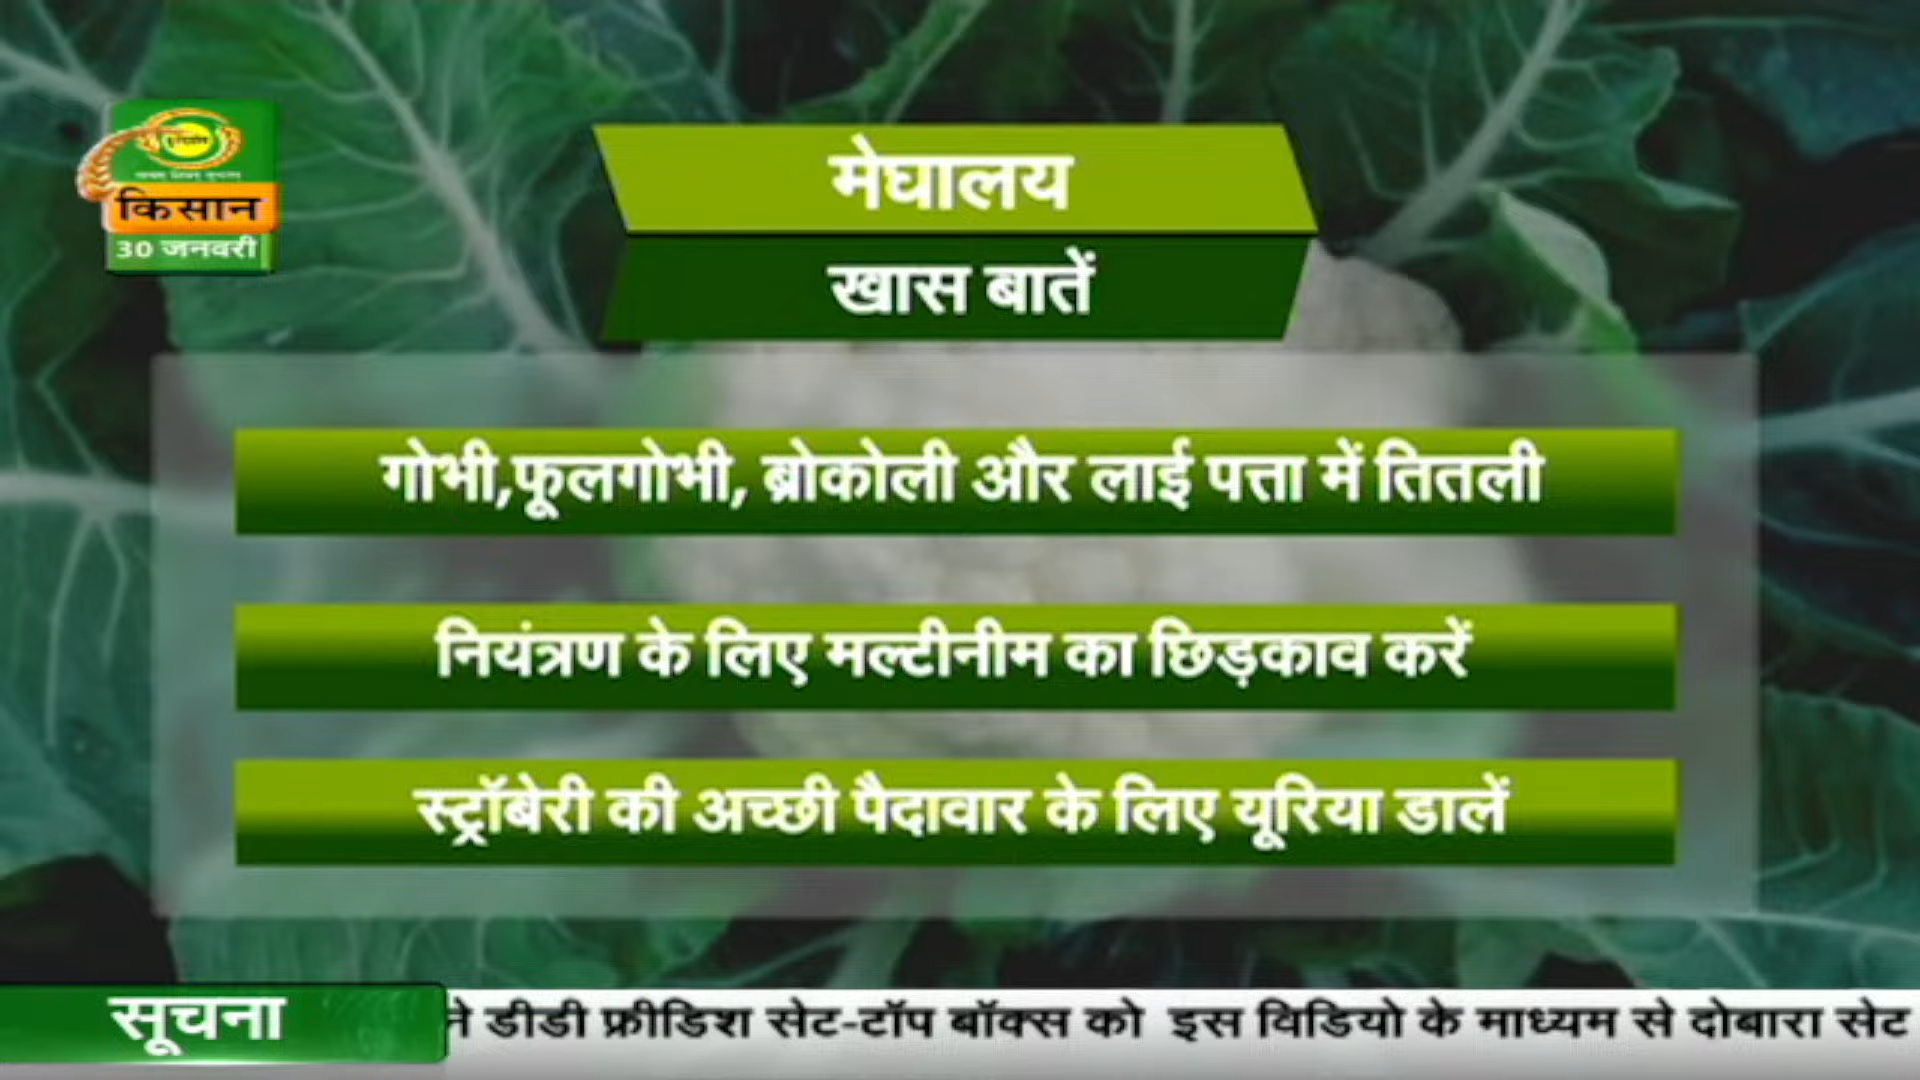 किसान
30 जनवरी
मेघालय
खास बातें
गोभी,फूलगोभी, ब्रोकोली और लाई पत्ता में तितली
नियंत्रण के लिए मल्टीनीम का छिड़काव करें
स्ट्रॉबेरी की अच्छी पैदावार के लिए यूरिया डालें
सूचना
ने डीडी फ्रीडिश सेट-टॉप बॉक्स को इस विडियो के माध्यम से दोबारा सेट